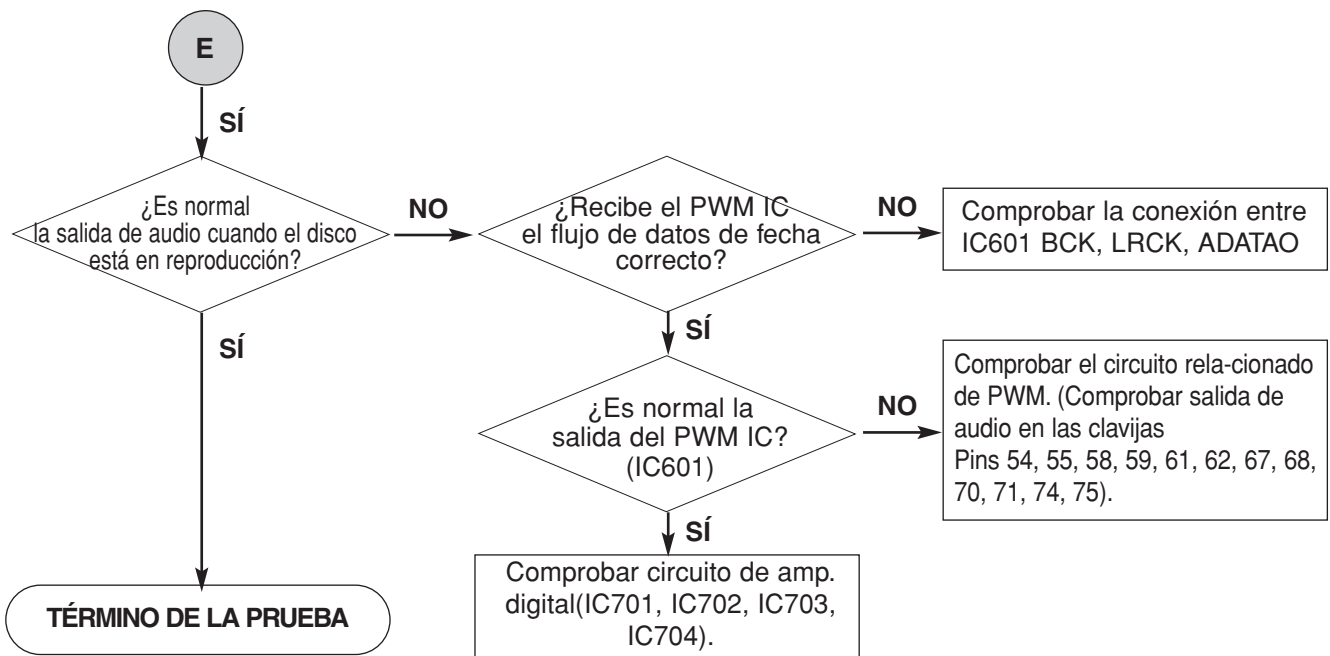 E
SÍ
¿Es normal
la salida de audio cuando el disco
está en reproducción?
NO
¿Recibe el PWM IC
el flujo de datos de fecha
correcto?
NO
Comprobar la conexión entre
IC601 BCK, LRCK, ADATAO
SÍ
SÍ
¿Es normal la
salida del PWM IC?
(IC601)
NO
Comprobar el circuito rela-cionado
de PWM. (Comprobar salida de
audio en las clavijas
Pins 54, 55, 58, 59, 61, 62, 67, 68,
70, 71, 74, 75).
SÍ
Comprobar circuito de amp.
digital(IC701, IC702, IC703,
IC704).
TÉRMINO DE LA PRUEBA